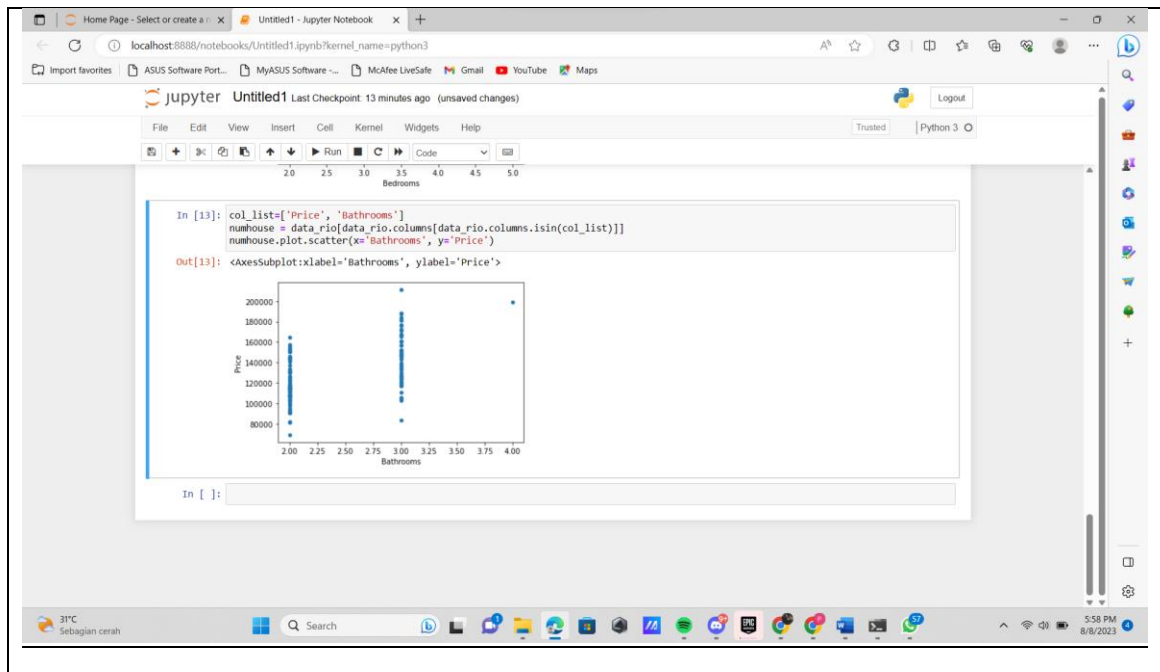 Home Page - Select or create a n
Untitled1 - Jupyter Notebook
localhost:8888/notebooks/Untitled1.ipynb?kernel_name=python3
Import favorites
ASUS Software Port...
MyASUS Software -...
McAfee LiveSafe
Gmail
YouTube
Maps
jupyter Untitled1 Last Checkpoint: 13 minutes ago (unsaved changes)
Logout
File Edit View Insert Cell Kernel Widgets Help
Trusted
Python 3
Run
Code
2.0 2.5 3.0 3.5 4.0 4.5 5.0
Bedrooms
In [13]: col_list=['Price', 'Bathrooms']
numhouse = data_rio[data_rio.columns[data_rio.columns.isin(col_list)]]
numhouse.plot.scatter(x='Bathrooms', y='Price')
Out[13]: <AxesSubplot:xlabel='Bathrooms', ylabel='Price'>
200000
180000
160000
140000
120000
100000
80000
Price
2.00 2.25 2.50 2.75 3.00 3.25 3.50 3.75 4.00
Bathrooms
In [ ]:
31°C
Sebagian cerah
Search
EPIC
57
5:58 PM
8/8/2023
4